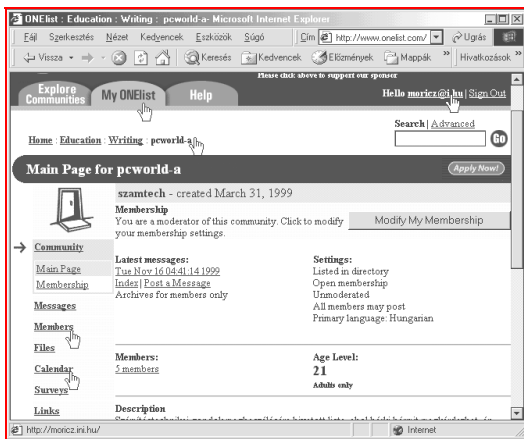 ONElist : Education : Writing : pcworld-a- Microsoft Internet Explorer
Fájl Szerkesztés Nézet Kedvencek Eszközök Súgó Cím http://www.onelist.com/ Ugrás
Vissza Keresés Kedvencek Előzmények Mappák Hivatkozások
Please click above to support our sponsor
Explore Communities My ONElist Help Hello moricz@i.hu | Sign Out
Search | Advanced
Home : Education : Writing : pcworld-a Go
Main Page for pcworld-a Apply Now!
szamtech - created March 31, 1999
Membership
You are a moderator of this community. Click to modify
your membership settings.
Modify My Membership
Community
Main Page
Membership
Messages
Members
Files
Calendar
Surveys
Links
Latest messages:
Tue Nov 16 04:41:14 1999
Index | Post a Message
Archives for members only
Settings:
Listed in directory
Open membership
Unmoderated
All members may post
Primary language: Hungarian
Members:
5 members
Age Level:
21
Adults only
Description
http://moricz.ini.hu/ Internet